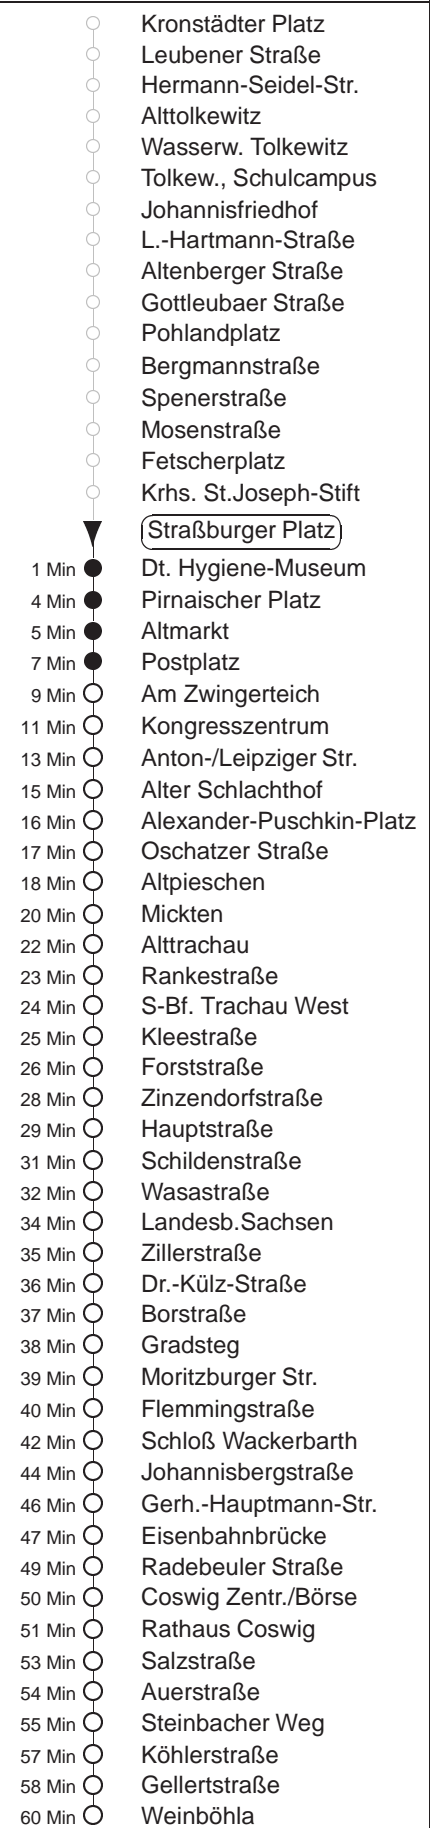 Kronstädter Platz
Leubener Straße
Hermann-Seidel-Str.
Alttolkewitz
Wasserw. Tolkewitz
Tolkew., Schulcampus
Johannisfriedhof
L.-Hartmann-Straße
Altenberger Straße
Gottleubaer Straße
Pohlandplatz
Bergmannstraße
Spenerstraße
Mosenstraße
Fetscherplatz
Krhs. St.Joseph-Stift
Straßburger Platz
1 Min Dt. Hygiene-Museum
4 Min Pirnaischer Platz
5 Min Altmarkt
7 Min Postplatz
9 Min Am Zwingerteich
11 Min Kongresszentrum
13 Min Anton-/Leipziger Str.
15 Min Alter Schlachthof
16 Min Alexander-Puschkin-Platz
17 Min Oschatzer Straße
18 Min Altpieschen
20 Min Mickten
22 Min Alttrachau
23 Min Rankestraße
24 Min S-Bf. Trachau West
25 Min Kleestraße
26 Min Forststraße
28 Min Zinzendorfstraße
29 Min Hauptstraße
31 Min Schildenstraße
32 Min Wasastraße
34 Min Landesb.Sachsen
35 Min Zillerstraße
36 Min Dr.-Külz-Straße
37 Min Borstraße
38 Min Gradsteg
39 Min Moritzburger Str.
40 Min Flemmingstraße
42 Min Schloß Wackerbarth
44 Min Johannisbergstraße
46 Min Gerh.-Hauptmann-Str.
47 Min Eisenbahnbrücke
49 Min Radebeuler Straße
50 Min Coswig Zentr./Börse
51 Min Rathaus Coswig
53 Min Salzstraße
54 Min Auerstraße
55 Min Steinbacher Weg
57 Min Köhlerstraße
58 Min Gellertstraße
60 Min Weinböhla